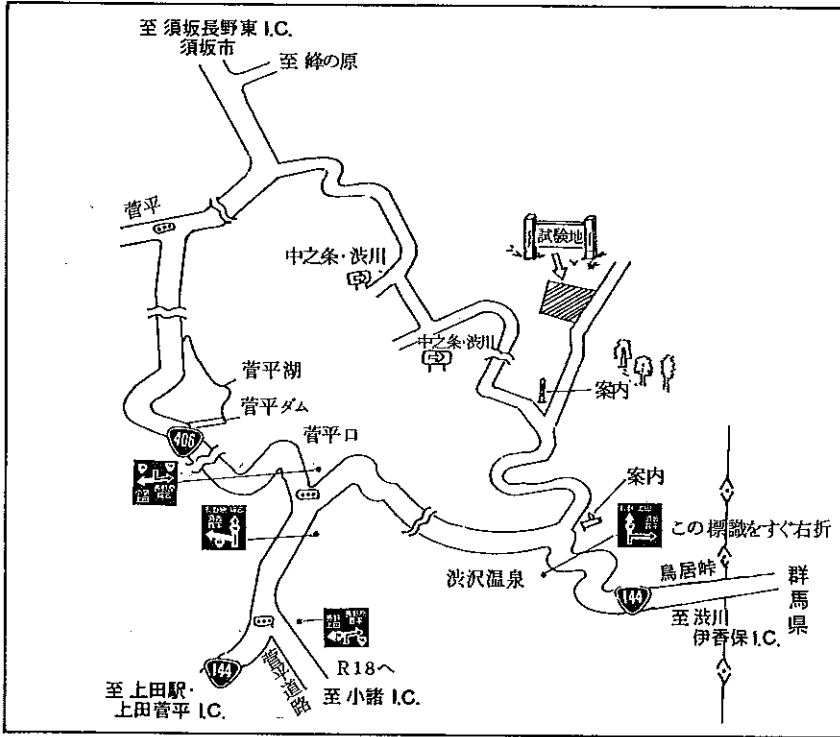 至 須坂長野東 I.C.
須坂市
至 峰の原
菅平
試験地
中之条・渋川
中之条・渋川
案内
菅平湖
菅平ダム
406
菅平口
案内
この標識をすぐ右折
渋沢温泉
鳥居峠
群馬県
144
至 渋川
伊香保 I.C.
144
R18へ
菅平道路
至 小諸 I.C.
至 上田駅・
上田菅平 I.C.